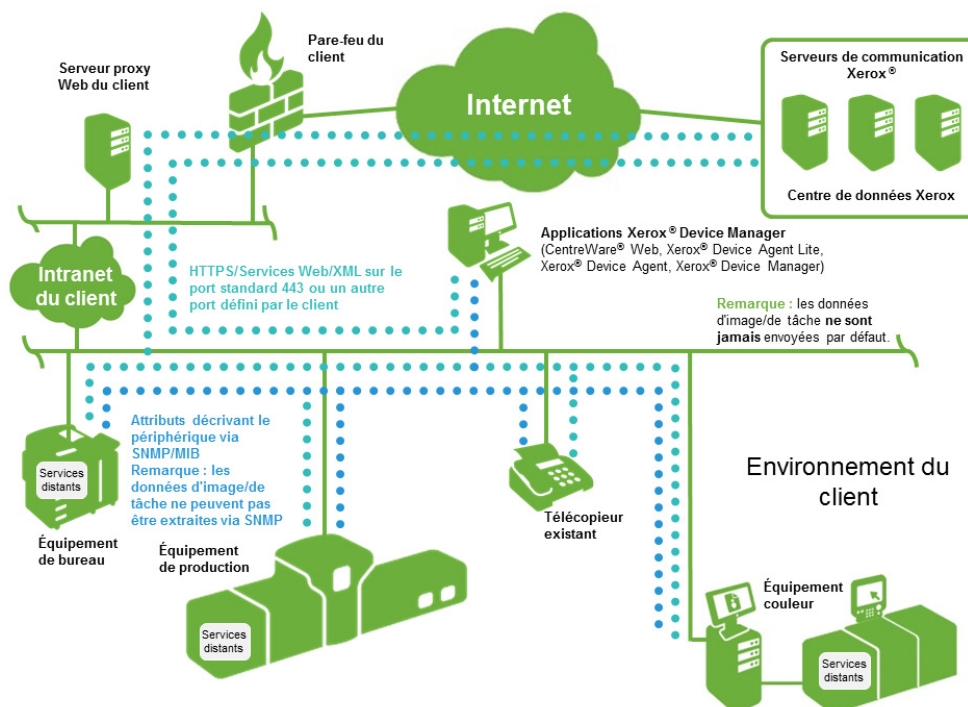 Pare-feu du
client
Serveur proxy
Web du client
Internet
Serveurs de communication
Xerox®
Centre de données Xerox
Intranet
du client
HTTPS/Services Web/XML sur le
port standard 443 ou un autre
port défini par le client
Applications Xerox® Device Manager
(CentreWare® Web, Xerox® Device Agent Lite,
Xerox® Device Agent, Xerox® Device Manager)
Remarque : les données
d'image/de tâche ne sont
jamais envoyées par défaut.
Attributs décrivant le
périphérique via
SNMP/MIB
Remarque : les
données d'image/de
tâche ne peuvent pas
être extraites via SNMP
Services
distants
Équipement
de bureau
Équipement
de production
Services
distants
Télécopieur
existant
Environnement du
client
Équipement
couleur
Services
distants